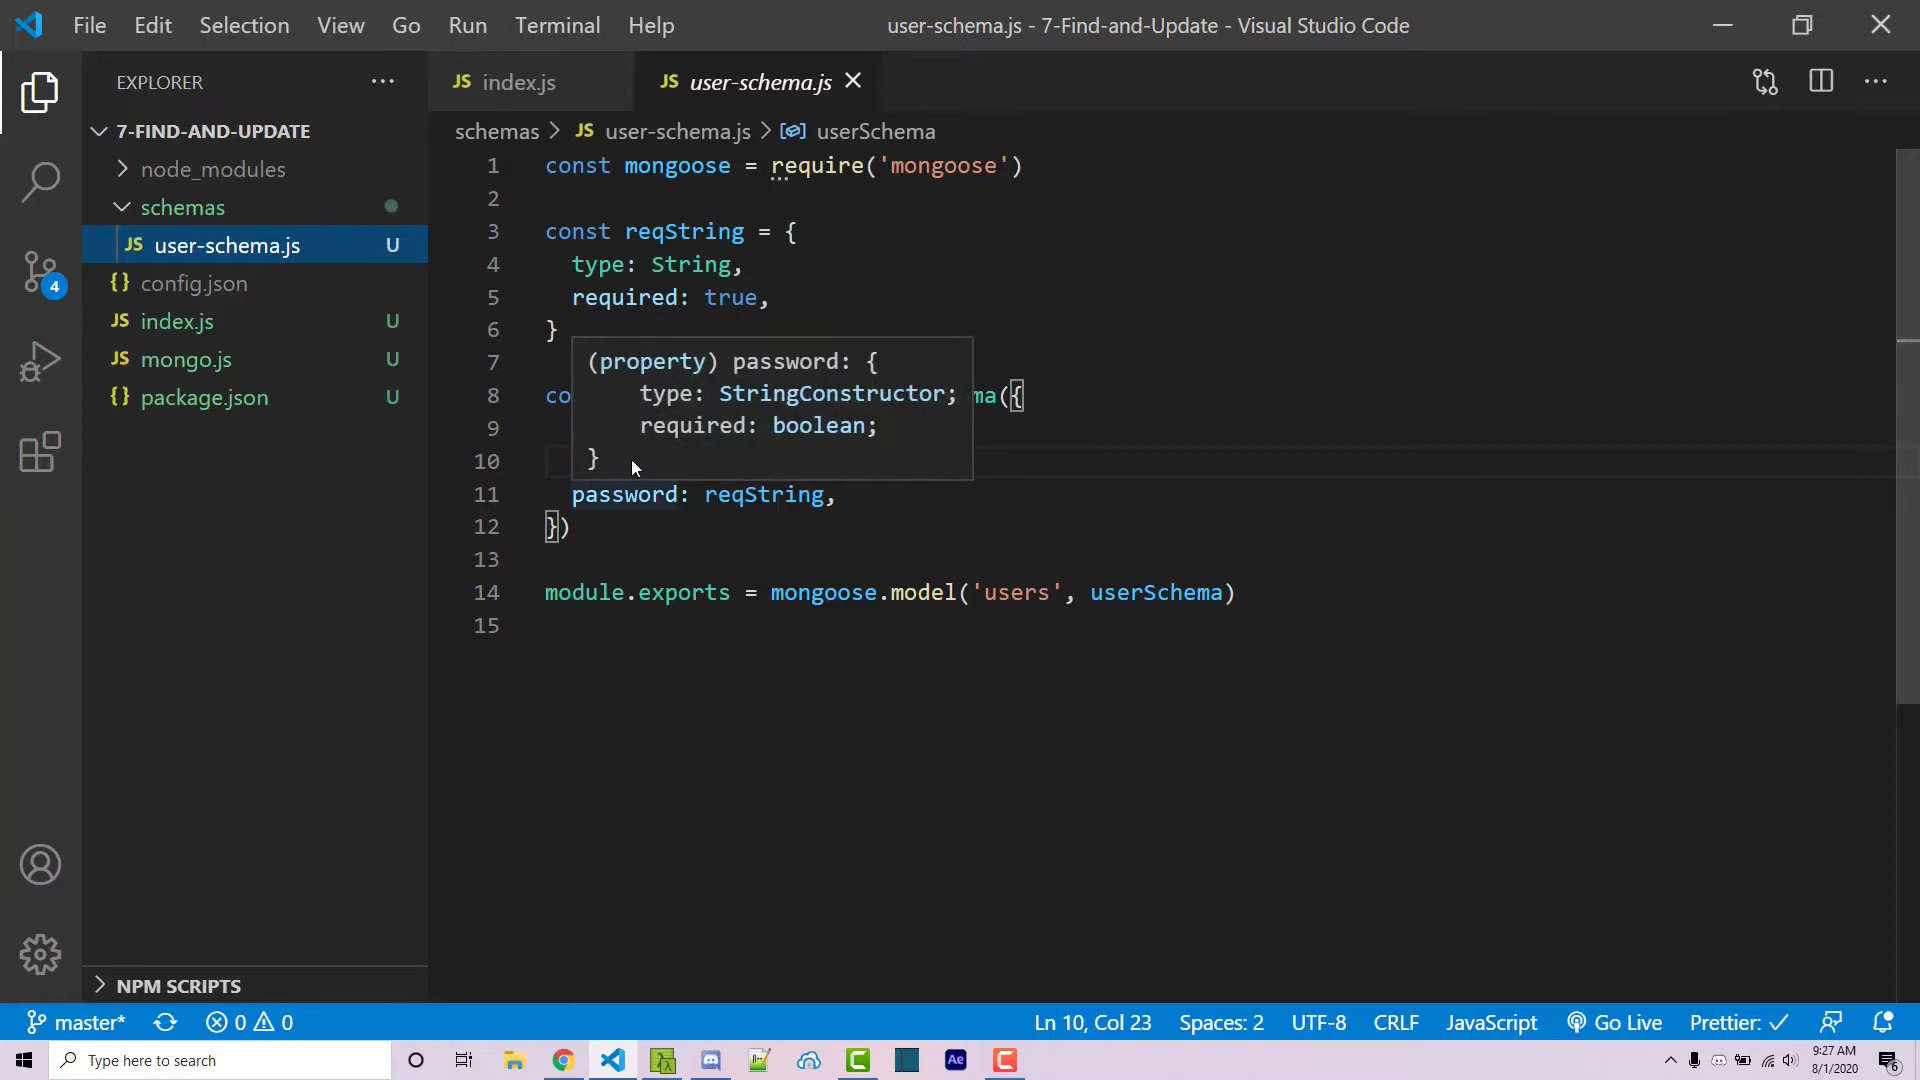 File Edit Selection View Go Run Terminal Help
user-schema.js - 7-Find-and-Update - Visual Studio Code
EXPLORER
7-FIND-AND-UPDATE
node_modules
schemas
JS user-schema.js U
{} config.json
JS index.js U
JS mongo.js U
{} package.json U
4
NPM SCRIPTS
JS index.js
JS user-schema.js
schemas > JS user-schema.js > userSchema
1 const mongoose = require('mongoose')
2
3 const reqString = {
4 type: String,
5 required: true,
6 }
7
8 co ma({
9
10
11 password: reqString,
12 })
13
14 module.exports = mongoose.model('users', userSchema)
15
(property) password: {
type: StringConstructor;
required: boolean;
}
master* 0 0 Ln 10, Col 23 Spaces: 2 UTF-8 CRLF JavaScript Go Live Prettier: ✓
Type here to search
Ae
9:27 AM
8/1/2020
6